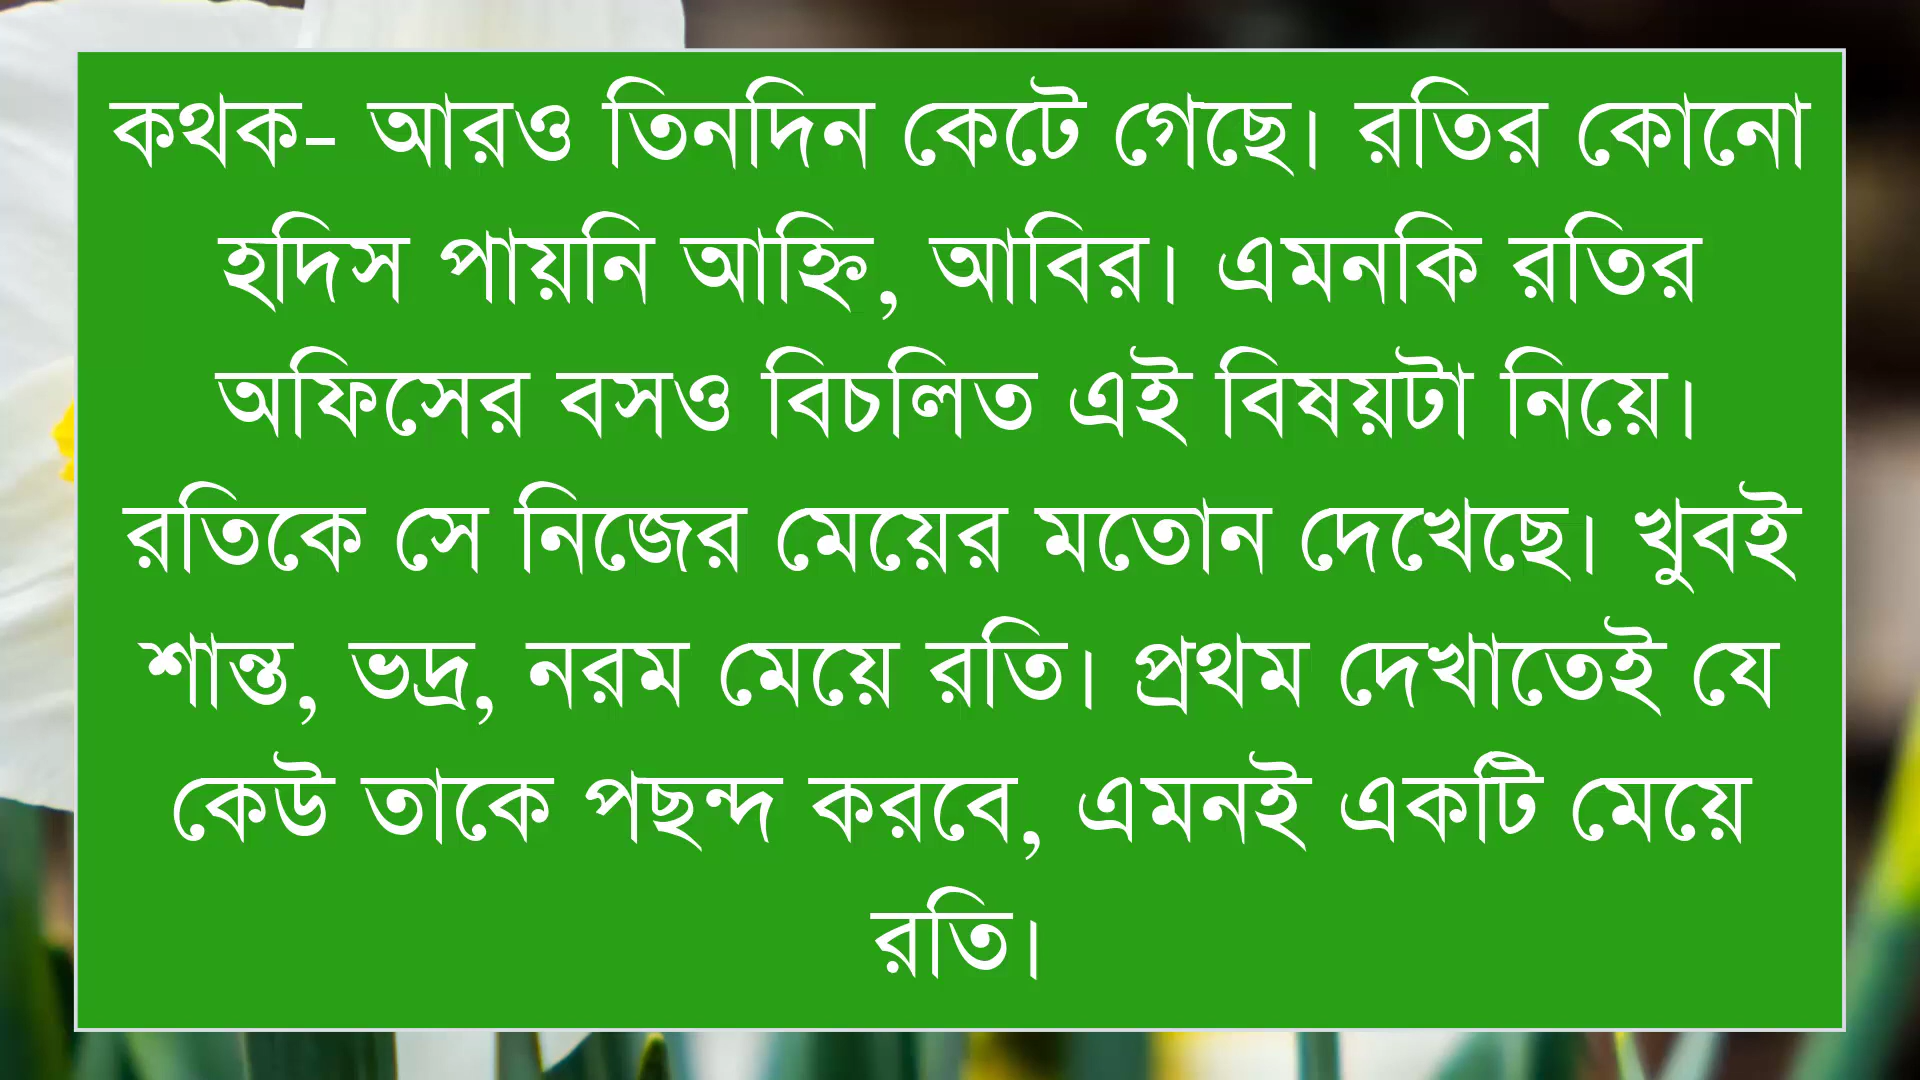 কথক- আরও তিনদিন কেটে গেছে। রতির কোনো
হদিস পায়নি আহ্নি, আবির। এমনকি রতির
অফিসের বসও বিচলিত এই বিষয়টা নিয়ে।
রতিকে সে নিজের মেয়ের মতোন দেখেছে। খুবই
শান্ত, ভদ্র, নরম মেয়ে রতি। প্রথম দেখাতেই যে
কেউ তাকে পছন্দ করবে, এমনই একটি মেয়ে
রতি।